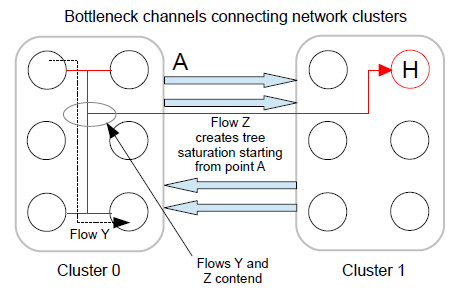 Bottleneck channels connecting network clusters
A
H
Flow Z
creates tree
saturation starting
from point A
Flow Y
Flows Y and
Z contend
Cluster 0
Cluster 1